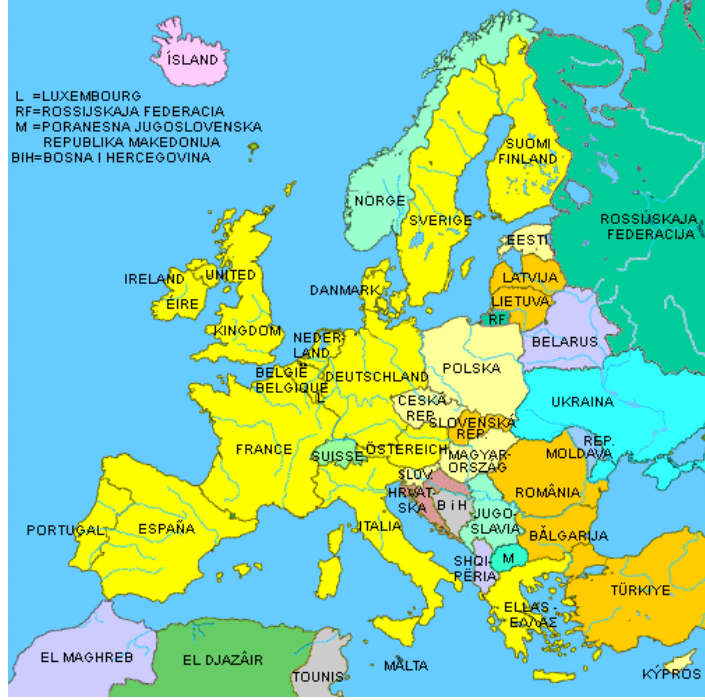 ÍSLAND
L =LUXEMBOURG
RF=ROSSIJSKAJA FEDERACIA
M =PORANESNA JUGOSLOVENSKA
REPUBLIKA MAKEDONIJA
BIH=BOSNA I HERCEGOVINA
SUOMI
FINLAND
NORGE
SVERIGE
ROSSIJSKAJA
FEDERACIJA
EESTI
LATVIJA
LIETUVA
RF
IRELAND
ÉIRE
UNITED
KINGDOM
DANMARK
NEDER-
LAND
BELGIË
BELGIQUE
L
DEUTSCHLAND
POLSKA
BELARUS
UKRAINA
ČESKÁ
REP.
SLOVENSKÁ
REP.
REP.
MOLDAVA
FRANCE
SUISSE
ÖSTERREICH
MAGYAR-
ORSZAG
SLOV.
HRVAT-
SKA
B i H
JUGO-
SLAVIA
ROMÂNIA
BĂLGARIJA
PORTUGAL
ESPAÑA
ITALIA
SHQI-
PËRIA
M
ELLAS -
ΕΛΛΑΣ
TÜRKIYE
EL MAGHREB
EL DJAZÂIR
TOUNIS
MALTA
KÝPROS